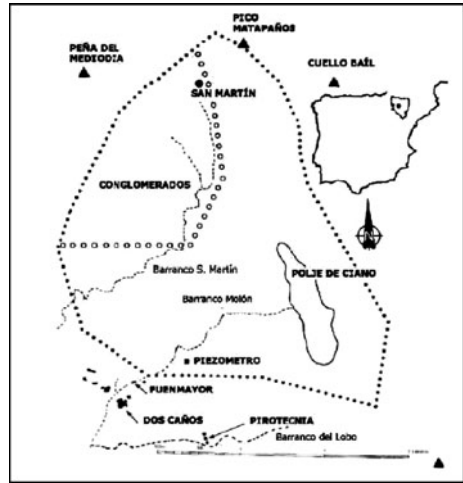 PICO
MATAPAÑOS
PEÑA DEL
MEDIODIA
CUELLO BAÍL
SAN MARTÍN
CONGLOMERADOS
N
POLJE DE CIANO
Barranco S. Martín
Barranco Molón
PIEZOMETRO
FUENMAYOR
DOS CAÑOS
PIROTECNIA
Barranco del Lobo